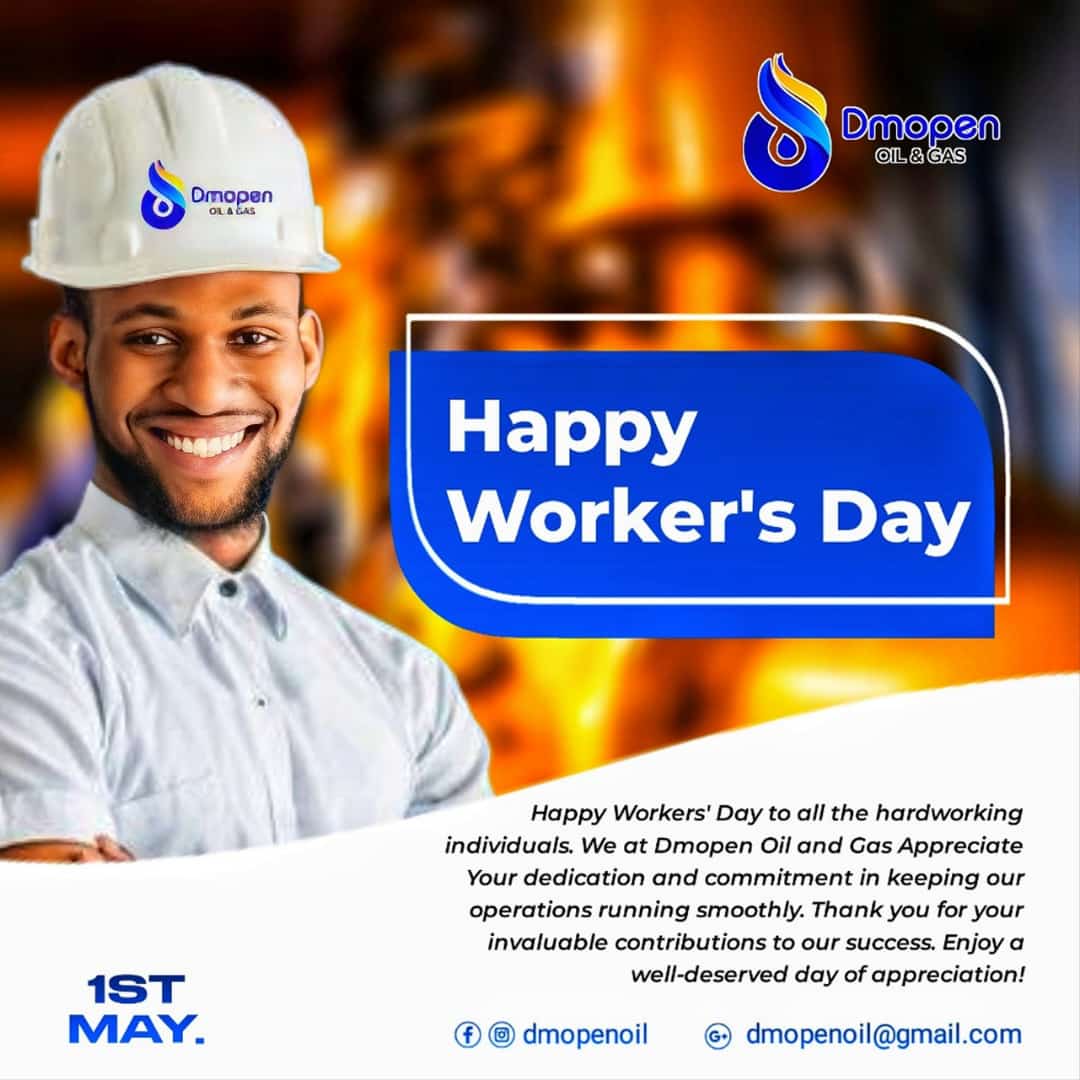 Dmopen
OIL & GAS
Dmopen
OIL & GAS
Happy
Worker's Day
Happy Workers' Day to all the hardworking
individuals. We at Dmopen Oil and Gas Appreciate
Your dedication and commitment in keeping our
operations running smoothly. Thank you for your
invaluable contributions to our success. Enjoy a
well-deserved day of appreciation!
1ST
MAY.
dmopenoil
dmopenoil@gmail.com